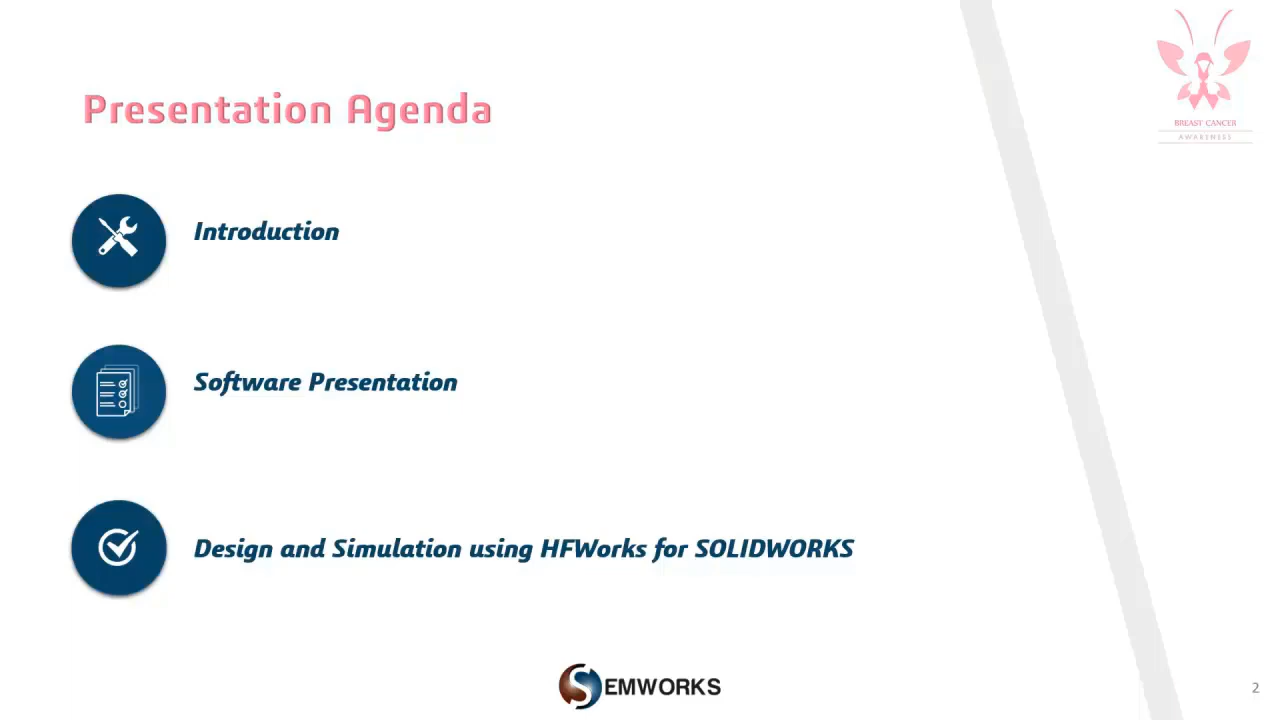 BREAST CANCER
AWARENESS
Presentation Agenda
Introduction
Software Presentation
Design and Simulation using HFWorks for SOLIDWORKS
EMWORKS
2